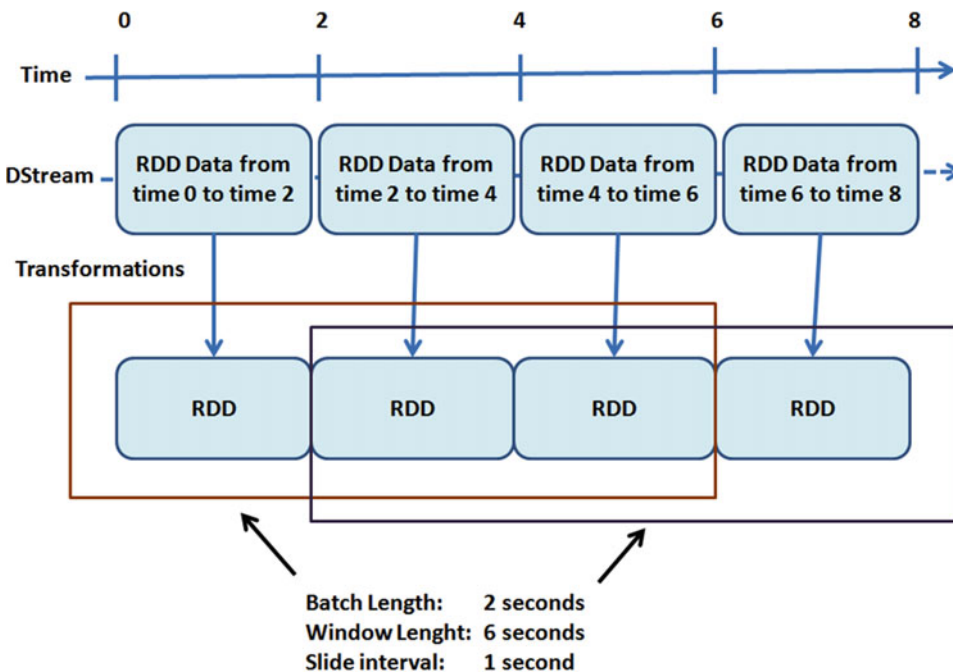 0 2 4 6 8
Time
DStream
RDD Data from
time 0 to time 2
RDD Data from
time 2 to time 4
RDD Data from
time 4 to time 6
RDD Data from
time 6 to time 8
Transformations
RDD
RDD
RDD
RDD
Batch Length: 2 seconds
Window Lenght: 6 seconds
Slide interval: 1 second